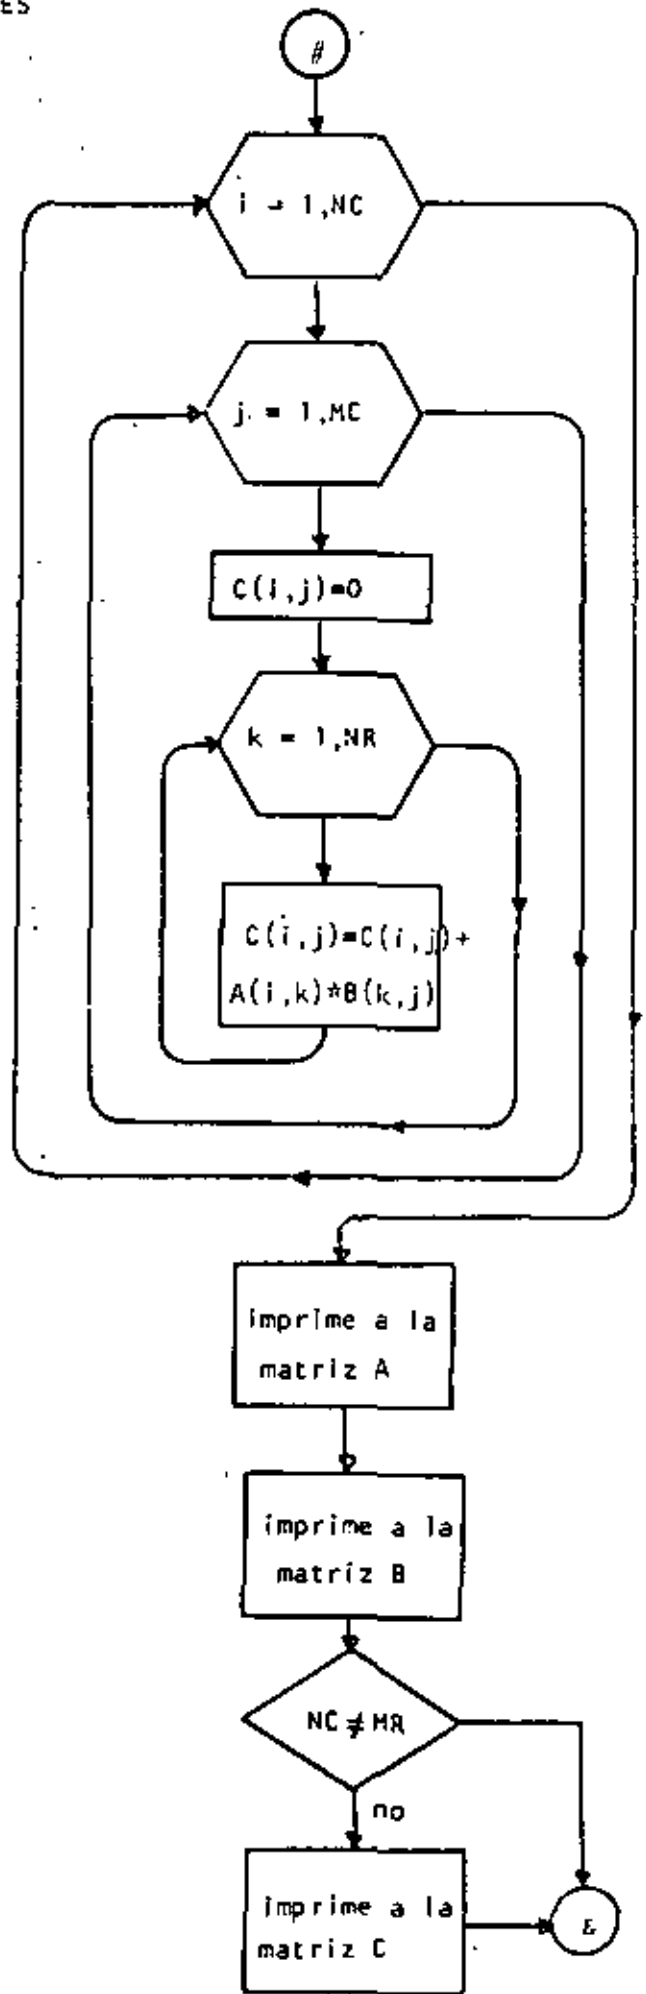 ES
#
i = 1,NC
j = 1,MC
C(i,j)=0
k = 1,NR
C(i,j)=C(i,j)+
A(i,k)*B(k,j)
imprime a la
matriz A
imprime a la
matriz B
NC ≠ MR
no
imprime a la
matriz C
&